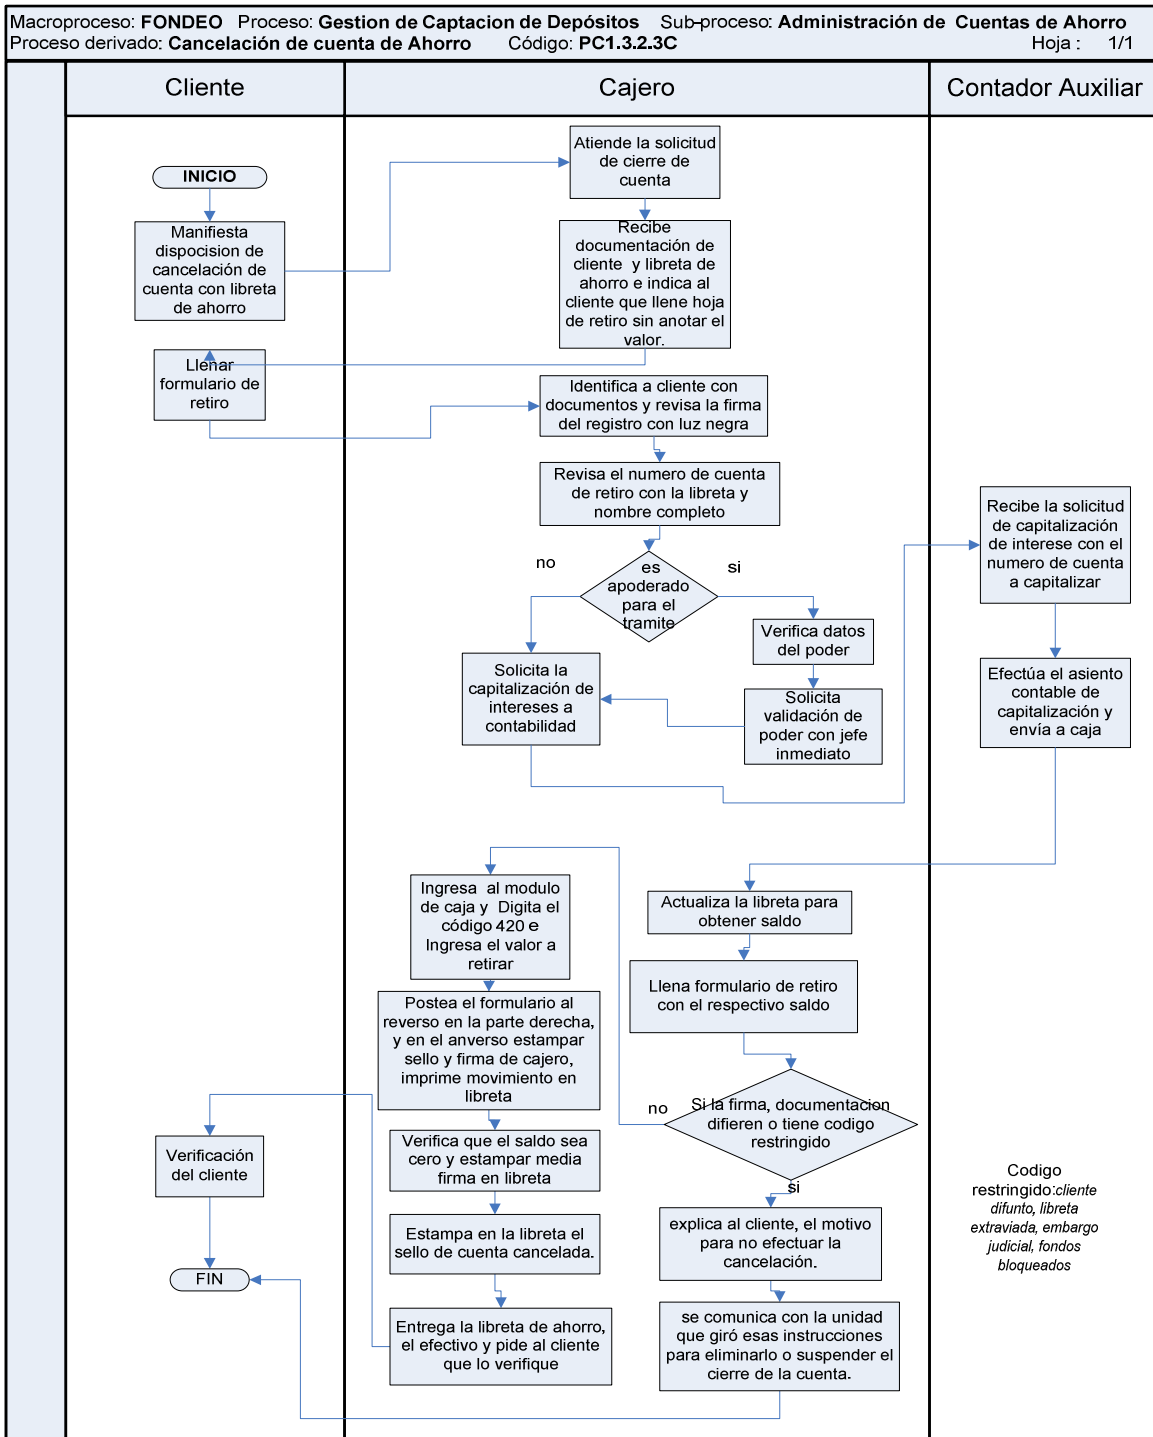 Macroproceso: FONDEO Proceso: Gestion de Captacion de Depósitos Sub-proceso: Administración de Cuentas de Ahorro
Proceso derivado: Cancelación de cuenta de Ahorro Código: PC1.3.2.3C Hoja : 1/1
Cliente
Cajero
Contador Auxiliar
INICIO
Manifiesta
dispocision de
cancelación de
cuenta con libreta
de ahorro
Atiende la solicitud
de cierre de
cuenta
Recibe
documentación de
cliente y libreta de
ahorro e indica al
cliente que llene hoja
de retiro sin anotar el
valor.
Llenar
formulario de
retiro
Identifica a cliente con
documentos y revisa la firma
del registro con luz negra
Revisa el numero de cuenta
de retiro con la libreta y
nombre completo
no
es
apoderado
para el
tramite
si
Verifica datos
del poder
Solicita
validación de
poder con jefe
inmediato
Solicita la
capitalización de
intereses a
contabilidad
Recibe la solicitud
de capitalización
de interese con el
numero de cuenta
a capitalizar
Efectúa el asiento
contable de
capitalización y
envía a caja
Actualiza la libreta para
obtener saldo
Llena formulario de retiro
con el respectivo saldo
no
Si la firma, documentacion
difieren o tiene codigo
restringido
si
Ingresa al modulo
de caja y Digita el
código 420 e
Ingresa el valor a
retirar
Postea el formulario al
reverso en la parte derecha,
y en el anverso estampar
sello y firma de cajero,
imprime movimiento en
libreta
Verifica que el saldo sea
cero y estampar media
firma en libreta
Estampa en la libreta el
sello de cuenta cancelada.
Entrega la libreta de ahorro,
el efectivo y pide al cliente
que lo verifique
explica al cliente, el motivo
para no efectuar la
cancelación.
se comunica con la unidad
que giró esas instrucciones
para eliminarlo o suspender el
cierre de la cuenta.
Verificación
del cliente
FIN
Codigo
restringido:cliente
difunto, libreta
extraviada, embargo
judicial, fondos
bloqueados